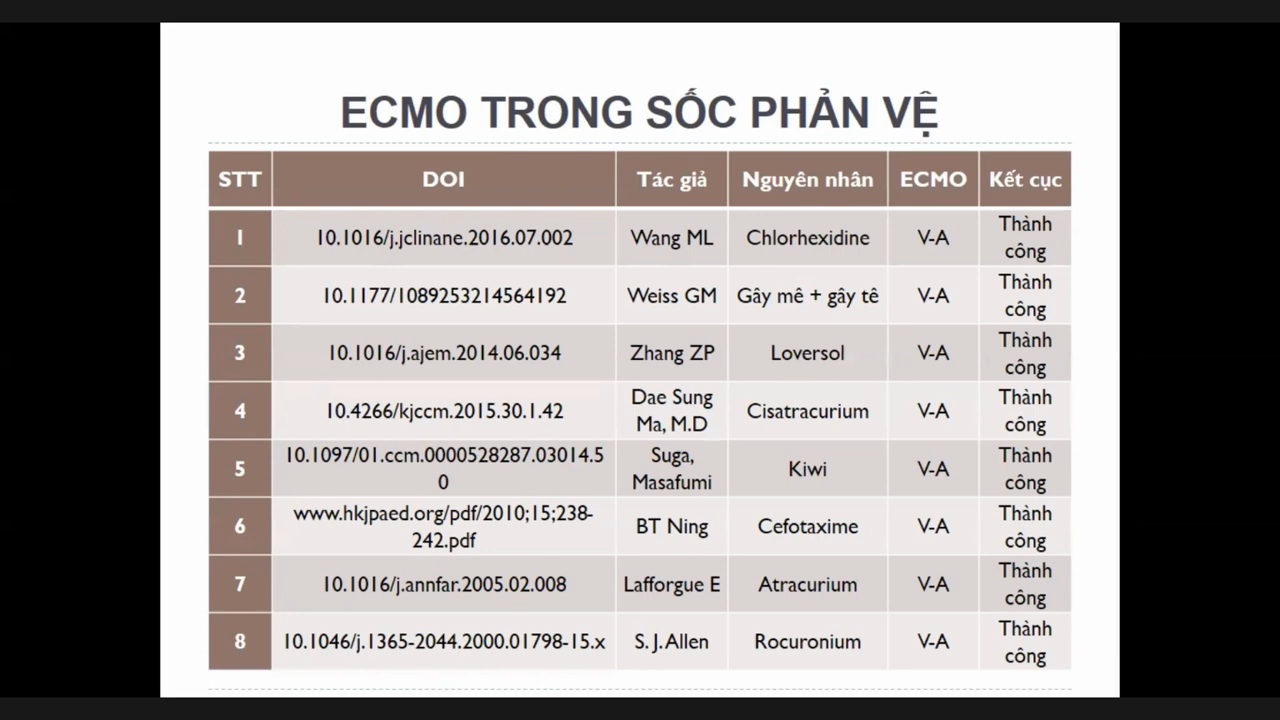 ECMO TRONG SỐC PHẢN VỆ
STT DOI Tác giả Nguyên nhân ECMO Kết cục
1 10.1016/j.jclinane.2016.07.002 Wang ML Chlorhexidine V-A Thành công
2 10.1177/1089253214564192 Weiss GM Gây mê + gây tê V-A Thành công
3 10.1016/j.ajem.2014.06.034 Zhang ZP Loversol V-A Thành công
4 10.4266/kjccm.2015.30.1.42 Dae Sung Ma, M.D Cisatracurium V-A Thành công
5 10.1097/01.ccm.0000528287.03014.50 Suga, Masafumi Kiwi V-A Thành công
6 www.hkjpaed.org/pdf/2010;15;238-242.pdf BT Ning Cefotaxime V-A Thành công
7 10.1016/j.annfar.2005.02.008 Lafforgue E Atracurium V-A Thành công
8 10.1046/j.1365-2044.2000.01798-15.x S. J. Allen Rocuronium V-A Thành công